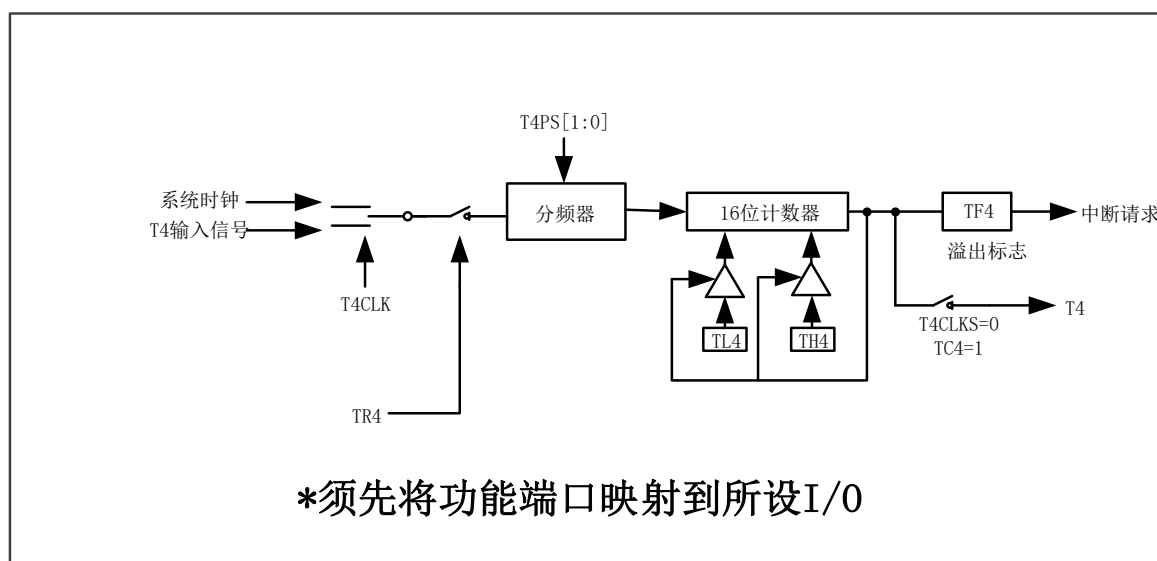 T4PS[1:0]
系统时钟
T4输入信号
分频器
16位计数器
TF4
中断请求
溢出标志
T4CLK
TL4
TH4
T4CLKS=0
TC4=1
T4
TR4
*须先将功能端口映射到所设I/O